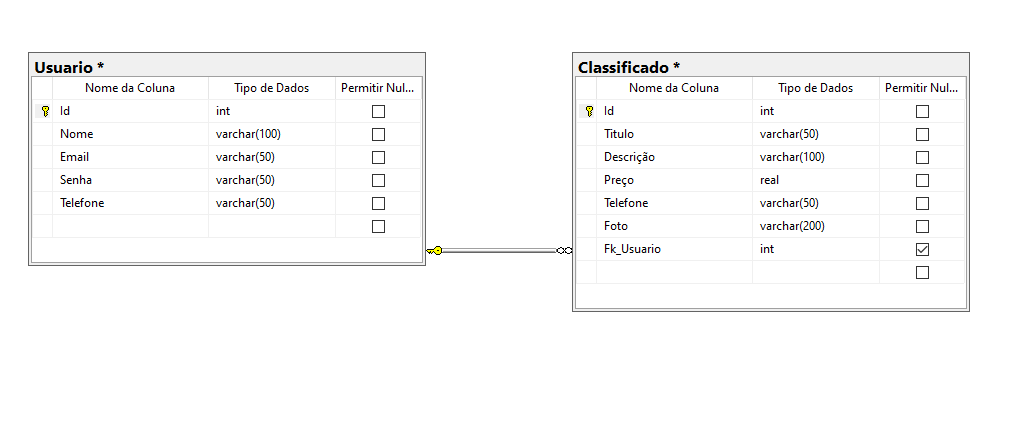 Usuario *
Nome da Coluna Tipo de Dados Permitir Nul...
Id int
Nome varchar(100)
Email varchar(50)
Senha varchar(50)
Telefone varchar(50)
Classificado *
Nome da Coluna Tipo de Dados Permitir Nul...
Id int
Titulo varchar(50)
Descrição varchar(100)
Preço real
Telefone varchar(50)
Foto varchar(200)
Fk_Usuario int